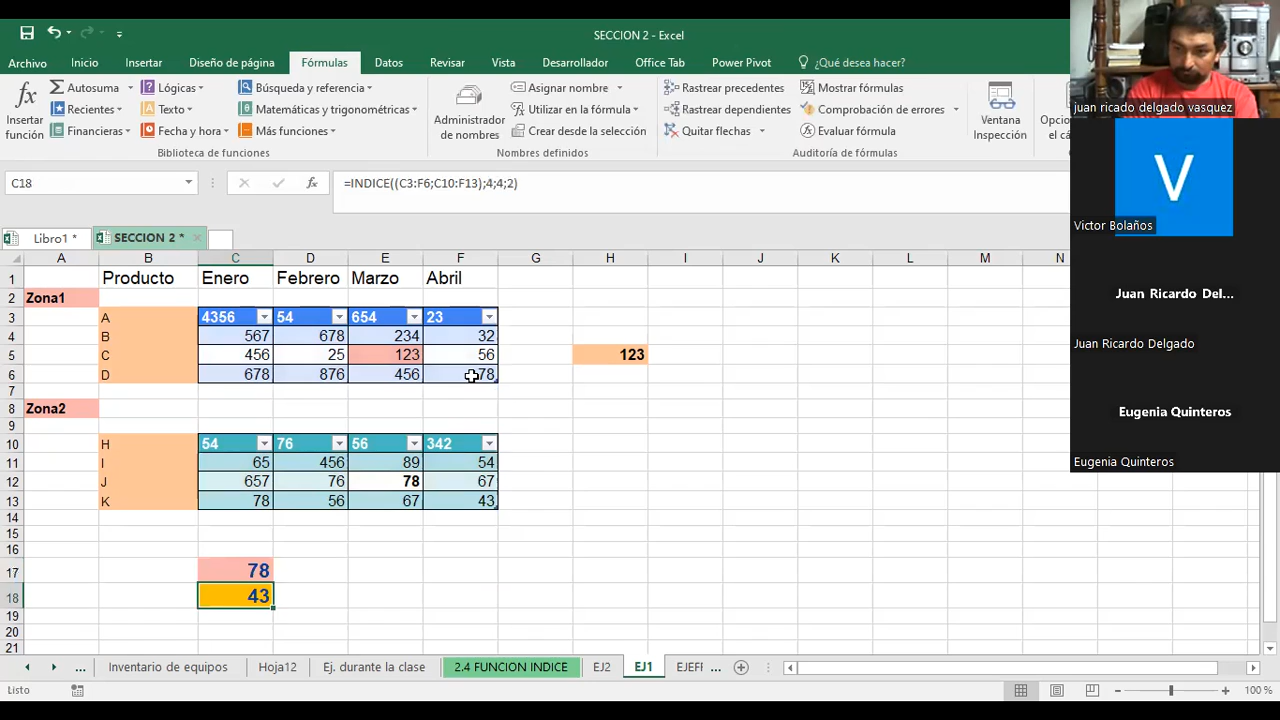 SECCION 2 - Excel
Archivo Inicio Insertar Diseño de página Fórmulas Datos Revisar Vista Desarrollador Office Tab Power Pivot ¿Qué desea hacer?
fx Insertar función
Autosuma
Recientes
Financieras
Lógicas
Texto
Fecha y hora
Búsqueda y referencia
Matemáticas y trigonométricas
Más funciones
Biblioteca de funciones
Administrador de nombres
Asignar nombre
Utilizar en la fórmula
Crear desde la selección
Nombres definidos
Rastrear precedentes
Rastrear dependientes
Quitar flechas
Mostrar fórmulas
Comprobación de errores
Evaluar fórmula
Auditoría de fórmulas
Ventana Inspección
C18 fx =INDICE((C3:F6;C10:F13);4;4;2)
Libro1 * SECCION 2 *
A B C D E F G H I J K L M N
1 Producto Enero Febrero Marzo Abril
2 Zona1
3 A 4356 54 654 23
4 B 567 678 234 32
5 C 456 25 123 56 123
6 D 678 876 456 78
7
8 Zona2
9
10 H 54 76 56 342
11 I 65 456 89 54
12 J 657 76 78 67
13 K 78 56 67 43
14
15
16
17 78
18 43
19
20
21
... Inventario de equipos Hoja12 Ej. durante la clase 2.4 FUNCION INDICE EJ2 EJ1 EJEFF ...
Listo 100 %
juan ricado delgado vasquez
V
Victor Bolaños
Juan Ricardo Del...
Juan Ricardo Delgado
Eugenia Quinteros
Eugenia Quinteros